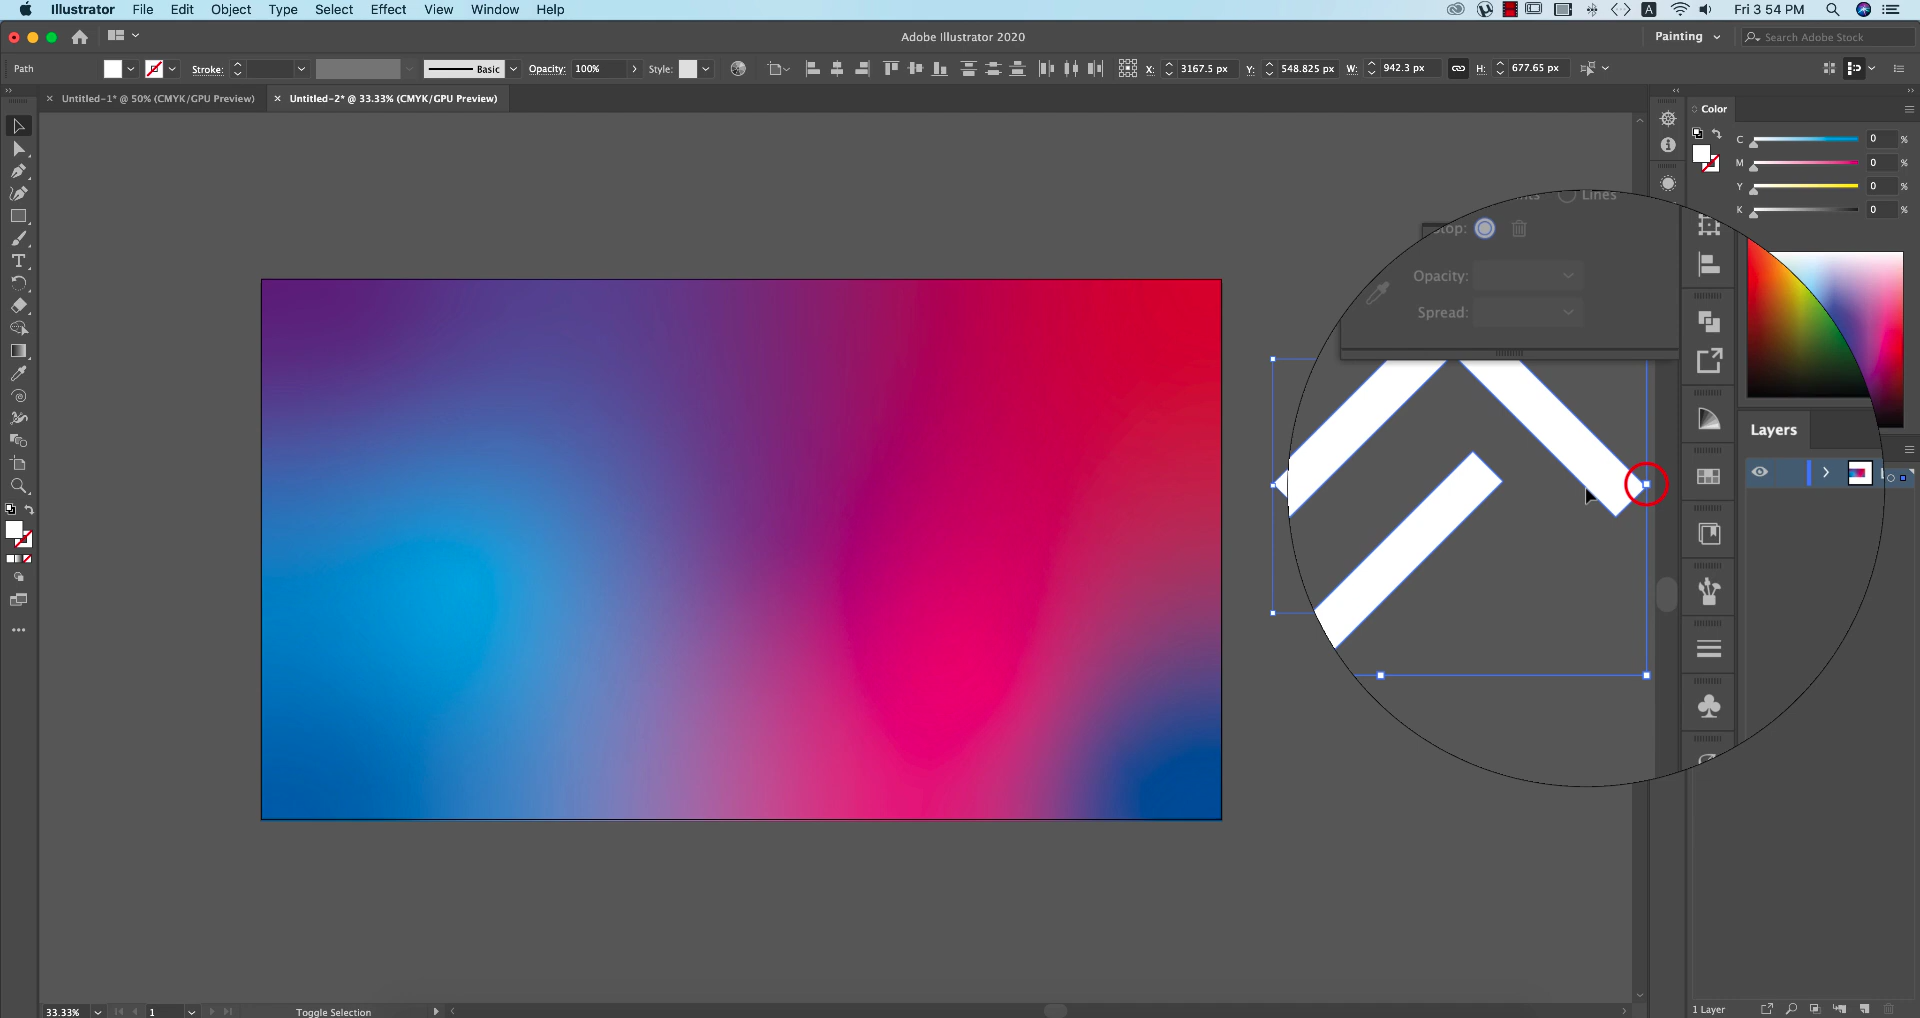 Illustrator File Edit Object Type Select Effect View Window Help
A Fri 3 54 PM
Adobe Illustrator 2020
Painting
Search Adobe Stock
Path
Stroke:
Basic
Opacity: 100%
Style:
X: 3167.5 px
Y: 548.825 px
W: 942.3 px
H: 677.65 px
× Untitled-1* @ 50% (CMYK/GPU Preview)
× Untitled-2* @ 33.33% (CMYK/GPU Preview)
Color
C 0 %
M 0 %
Y 0 %
K 0 %
Lines
Opacity:
Spread:
Layers
33.33%
1
Toggle Selection
1 Layer